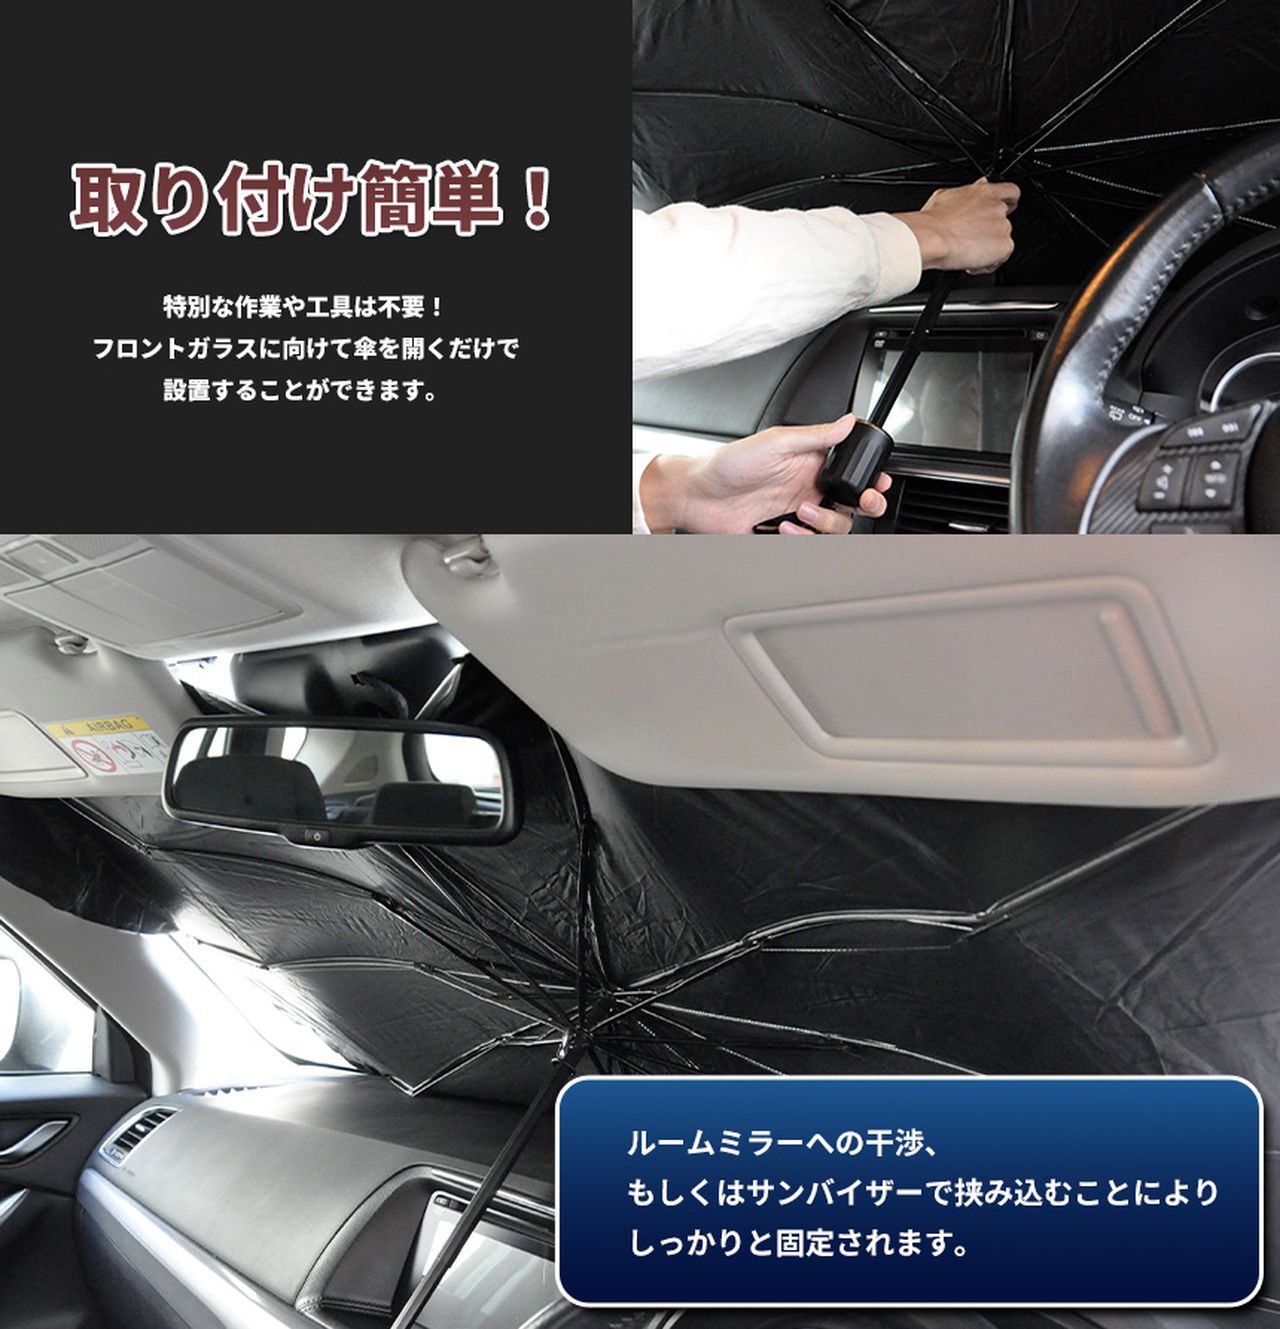 取り付け簡単！
特別な作業や工具は不要！
フロントガラスに向けて傘を開くだけで
設置することができます。
AIRBAG
ルームミラーへの干渉、
もしくはサンバイザーで挟み込むことにより
しっかりと固定されます。